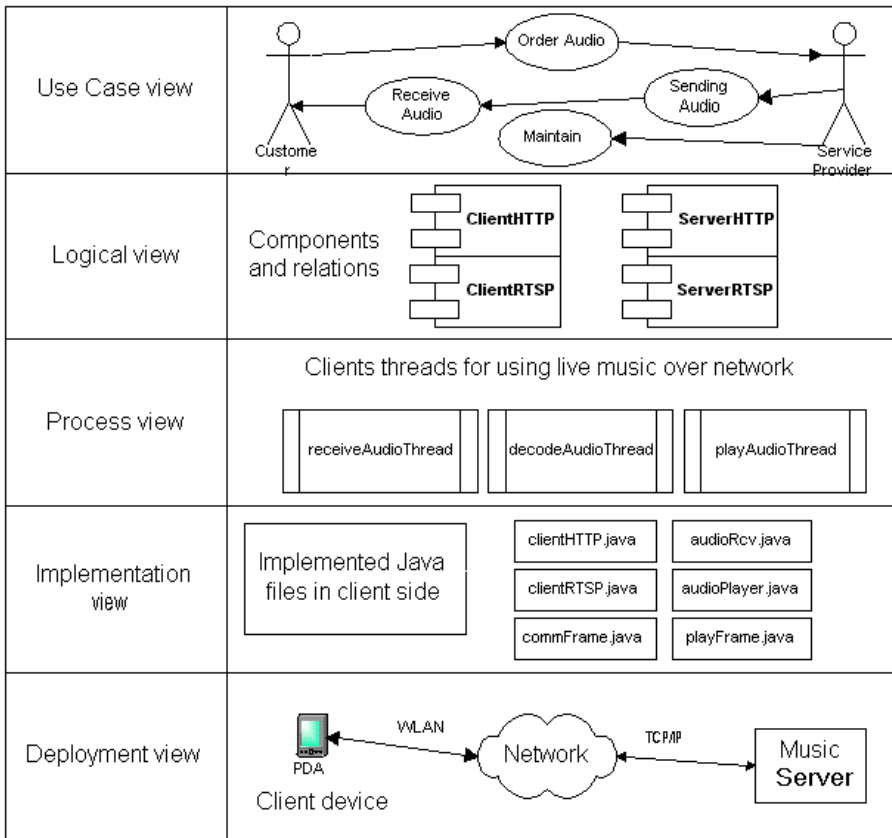 Use Case view
Order Audio
Receive
Audio
Sending
Audio
Maintain
Custome
r
Service
Provider
Logical view
Components
and relations
ClientHTTP
ClientRTSP
ServerHTTP
ServerRTSP
Process view
Clients threads for using live music over network
receiveAudioThread
decodeAudioThread
playAudioThread
Implementation
view
Implemented Java
files in client side
clientHTTP.java
audioRcv.java
clientRTSP.java
audioPlayer.java
commFrame.java
playFrame.java
Deployment view
PDA
Client device
WLAN
Network
TCP/IP
Music
Server